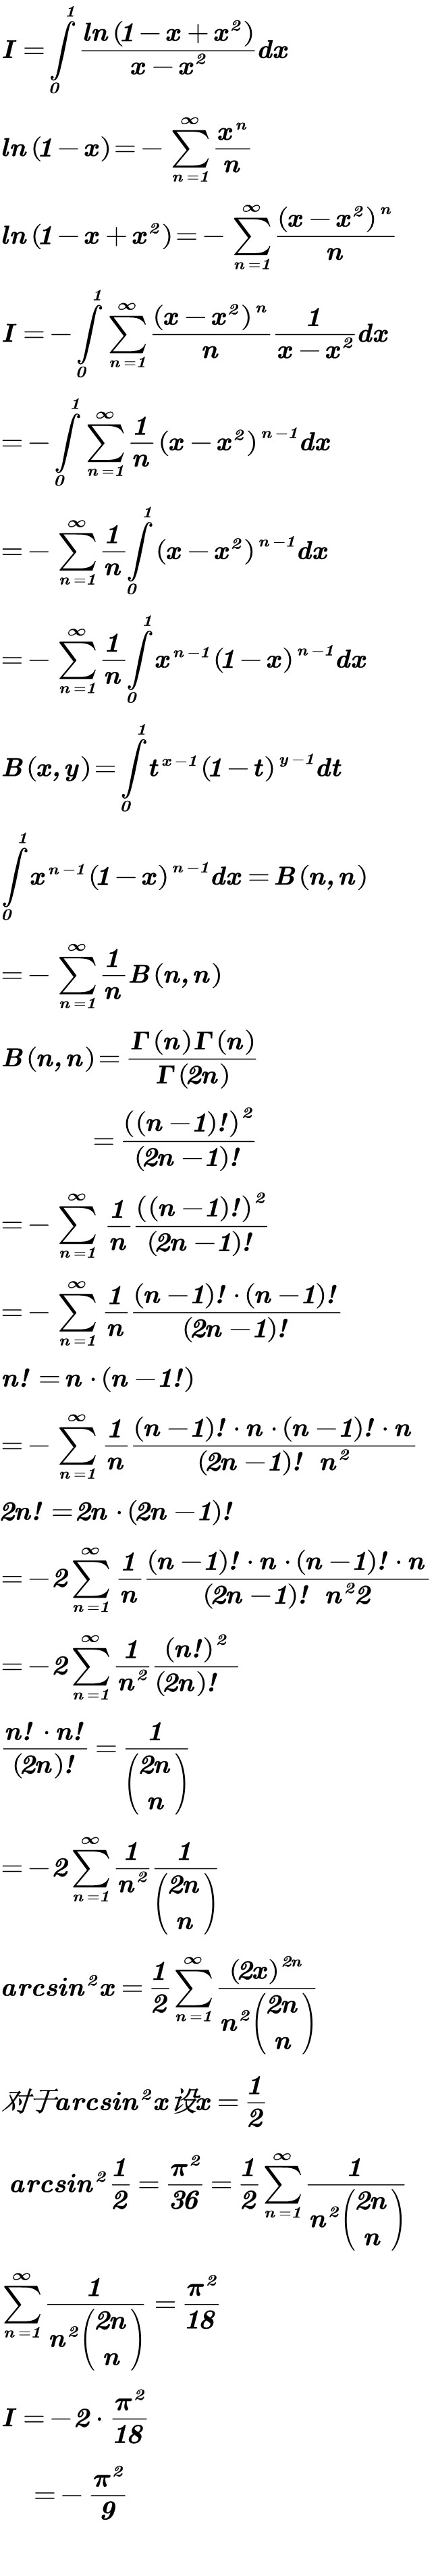 I = ∫₀¹ ln(1−x+x²)/(x−x²) dx
ln(1−x) = −∑_{n=1}^{∞} xⁿ/n
ln(1−x+x²) = −∑_{n=1}^{∞} (x−x²)ⁿ/n
I = −∫₀¹ ∑_{n=1}^{∞} (x−x²)ⁿ/n 1/(x−x²) dx
= −∫₀¹ ∑_{n=1}^{∞} 1/n (x−x²)ⁿ⁻¹ dx
= −∑_{n=1}^{∞} 1/n ∫₀¹ (x−x²)ⁿ⁻¹ dx
= −∑_{n=1}^{∞} 1/n ∫₀¹ xⁿ⁻¹(1−x)ⁿ⁻¹ dx
B(x,y) = ∫₀¹ t^{x−1}(1−t)^{y−1} dt
∫₀¹ xⁿ⁻¹(1−x)ⁿ⁻¹ dx = B(n,n)
= −∑_{n=1}^{∞} 1/n B(n,n)
B(n,n) = Γ(n)Γ(n)/Γ(2n)
= ((n−1)!)²/(2n−1)!
= −∑_{n=1}^{∞} 1/n ((n−1)!)²/(2n−1)!
= −∑_{n=1}^{∞} 1/n (n−1)!·(n−1)!/(2n−1)!
n! = n·(n−1!)
= −∑_{n=1}^{∞} 1/n (n−1)!·n·(n−1)!·n/((2n−1)! n²)
2n! = 2n·(2n−1)!
= −2∑_{n=1}^{∞} 1/n (n−1)!·n·(n−1)!·n/((2n−1)! n²2)
= −2∑_{n=1}^{∞} 1/n² (n!)²/(2n)!
n!·n!/(2n)! = 1/(2n n)
= −2∑_{n=1}^{∞} 1/n² 1/(2n n)
arcsin²x = 1/2 ∑_{n=1}^{∞} (2x)²ⁿ/(n²(2n n))
对于arcsin²x设x = 1/2
arcsin² 1/2 = π²/36 = 1/2 ∑_{n=1}^{∞} 1/(n²(2n n))
∑_{n=1}^{∞} 1/(n²(2n n)) = π²/18
I = −2·π²/18
= −π²/9